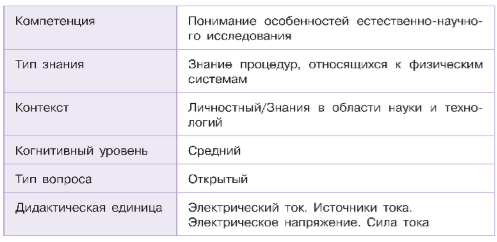 Компетенция Понимание особенностей естественно-научно-
го исследования
Тип знания Знание процедур, относящихся к физическим
системам
Контекст Личностный/Знания в области науки и техно-
логий
Когнитивный уровень Средний
Тип вопроса Открытый
Дидактическая единица Электрический ток. Источники тока.
Электрическое напряжение. Сила тока